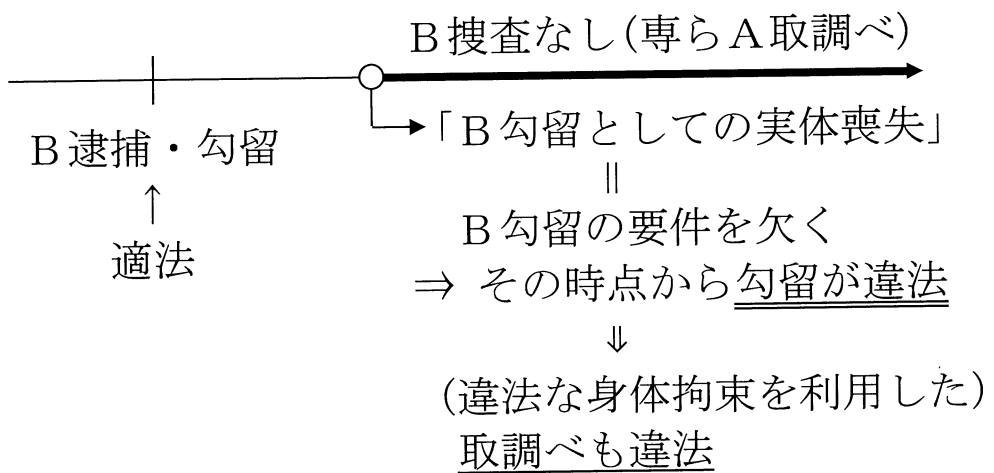 B捜査なし(専らA取調べ)
「B勾留としての実体喪失」
B逮捕・勾留
||
↑
B勾留の要件を欠く
適法
⇒ その時点から勾留が違法
⇓
(違法な身体拘束を利用した)
取調べも違法